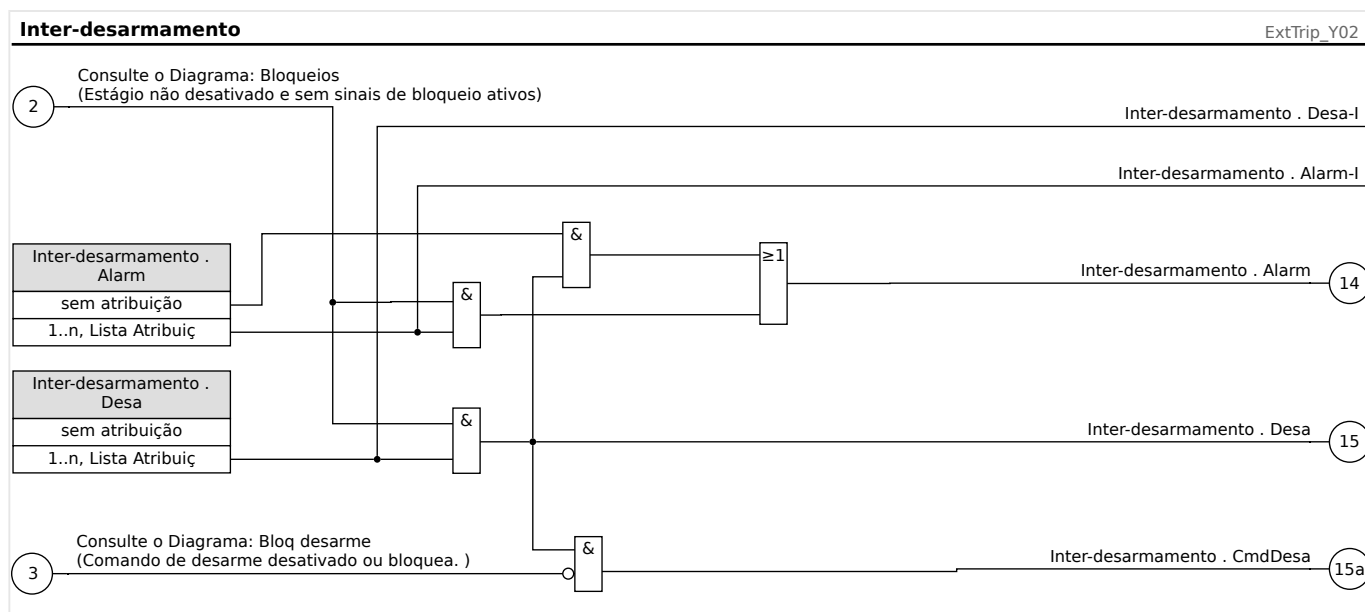 Inter-desarmamento
ExtTrip_Y02
Consulte o Diagrama: Bloqueios
(Estágio não desativado e sem sinais de bloqueio ativos)
2
Inter-desarmamento . Desa-I
Inter-desarmamento . Alarm-I
&
Inter-desarmamento .
Alarm
≥1
Inter-desarmamento . Alarm
14
sem atribuição
&
1..n, Lista Atribuiç
Inter-desarmamento .
Desa
sem atribuição
&
Inter-desarmamento . Desa
15
1..n, Lista Atribuiç
Consulte o Diagrama: Bloq desarme
(Comando de desarme desativado ou bloquea. )
3
&
Inter-desarmamento . CmdDesa
15a